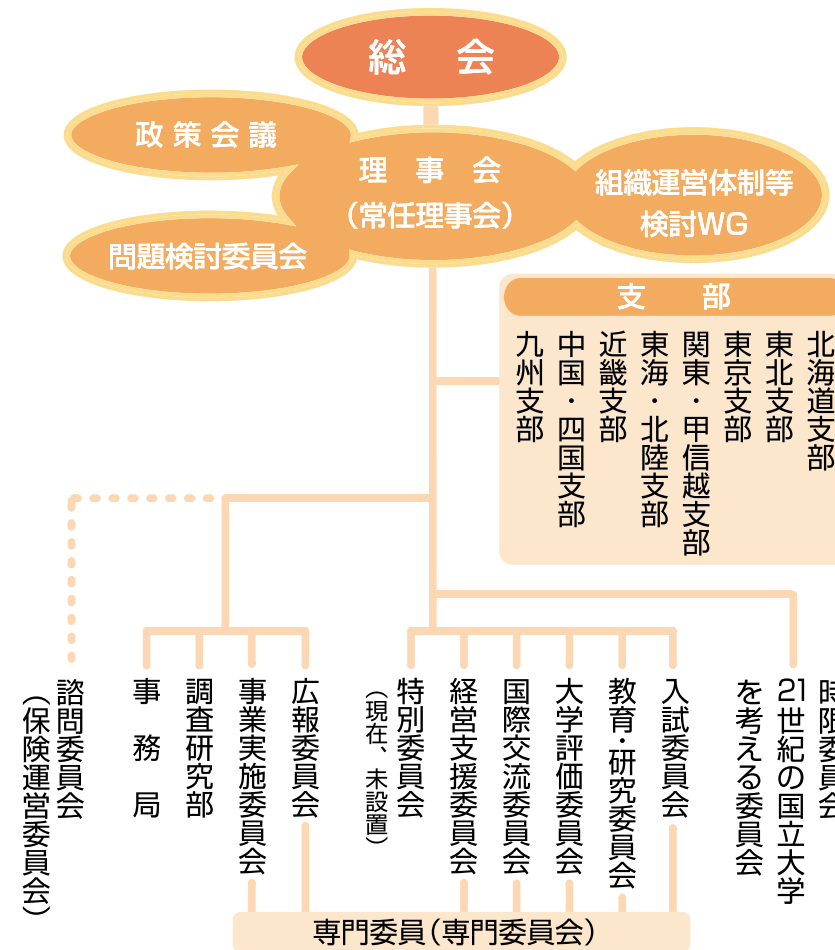 総 会
政策会議
理 事 会
（常任理事会）
組織運営体制等
検討WG
問題検討委員会
支 部
北海道支部
東北支部
東京支部
関東・甲信越支部
東海・北陸支部
近畿支部
中国・四国支部
九州支部
時限委員会
21世紀の国立大学
を考える委員会
入試委員会
教育・研究委員会
大学評価委員会
国際交流委員会
経営支援委員会
特別委員会
（現在、未設置）
広報委員会
事業実施委員会
調査研究部
事 務 局
諮問委員会
（保険運営委員会）
専門委員（専門委員会）